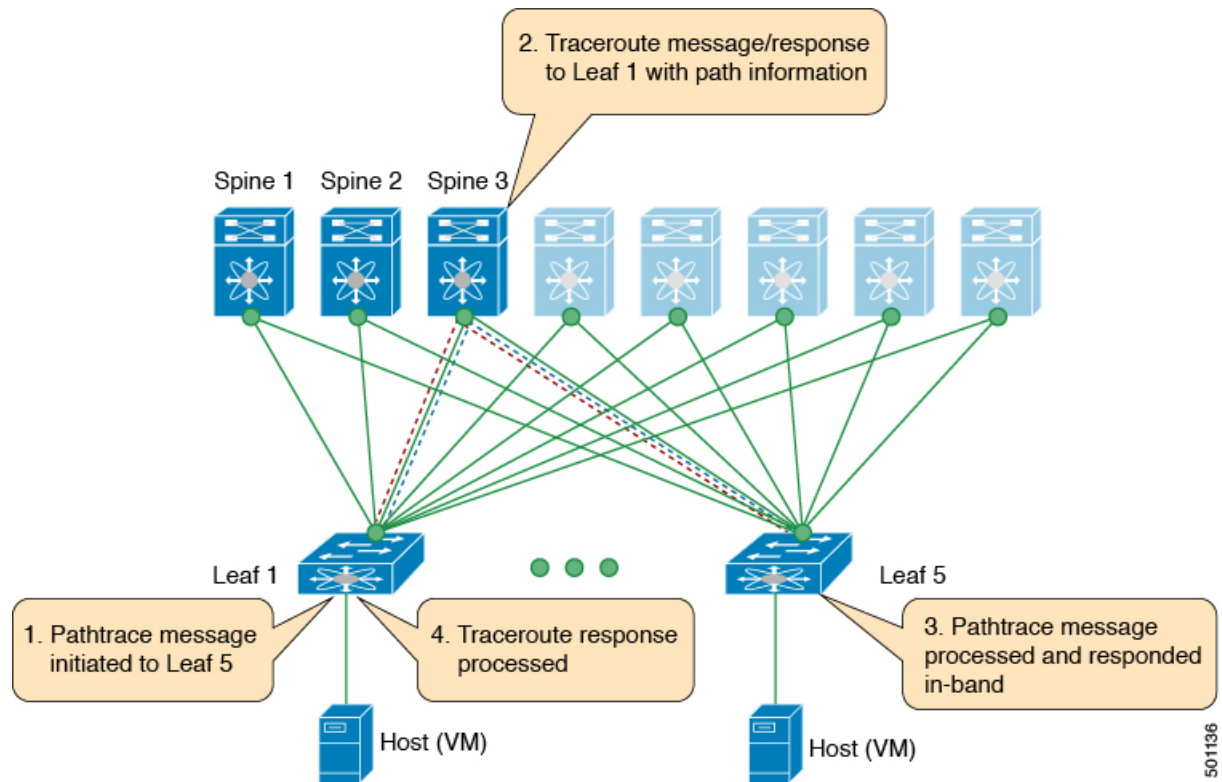 2. Traceroute message/response
to Leaf 1 with path information
Spine 1 Spine 2 Spine 3
Leaf 1
Leaf 5
1. Pathtrace message
initiated to Leaf 5
4. Traceroute response
processed
3. Pathtrace message
processed and responded
in-band
Host (VM)
Host (VM)
501136